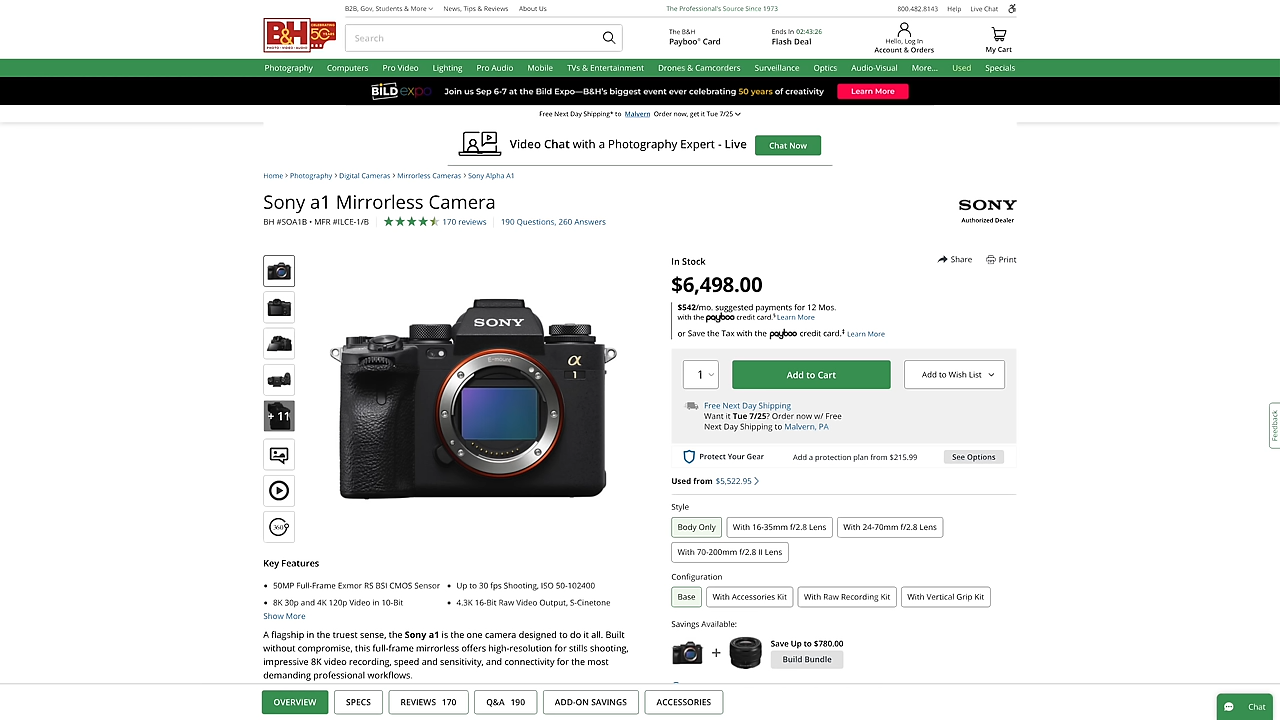 B2B, Gov, Students & More
News, Tips & Reviews
About Us
The Professional's Source Since 1973
800.482.8143
Help
Live Chat
B&H
PHOTO • VIDEO • AUDIO
CELEBRATING
50 YEARS
Search
The B&H
Payboo® Card
Ends In 02:43:26
Flash Deal
Hello, Log In
Account & Orders
My Cart
Photography
Computers
Pro Video
Lighting
Pro Audio
Mobile
TVs & Entertainment
Drones & Camcorders
Surveillance
Optics
Audio-Visual
More...
Used
Specials
BILD expo
Join us Sep 6-7 at the Bild Expo—B&H's biggest event ever celebrating 50 years of creativity
Learn More
Free Next Day Shipping* to Malvern Order now, get it Tue 7/25
Video Chat with a Photography Expert - Live
Chat Now
Home › Photography › Digital Cameras › Mirrorless Cameras › Sony Alpha A1
Sony a1 Mirrorless Camera
BH #SOA1B • MFR #ILCE-1/B
170 reviews
190 Questions, 260 Answers
SONY
Authorized Dealer
+ 11
360
SONY
E-mount
α
1
In Stock
Share
Print
$6,498.00
$542/mo. suggested payments for 12 Mos.
with the payboo credit card.§ Learn More
or Save the Tax with the payboo credit card.‡ Learn More
1
Add to Cart
Add to Wish List
Free Next Day Shipping
Want it Tue 7/25? Order now w/ Free
Next Day Shipping to Malvern, PA
Protect Your Gear
Add a protection plan from $215.99
See Options
Used from $5,522.95
Style
Body Only
With 16-35mm f/2.8 Lens
With 24-70mm f/2.8 Lens
With 70-200mm f/2.8 II Lens
Configuration
Base
With Accessories Kit
With Raw Recording Kit
With Vertical Grip Kit
Savings Available:
+
Save Up to $780.00
Build Bundle
Key Features
• 50MP Full-Frame Exmor RS BSI CMOS Sensor
• Up to 30 fps Shooting, ISO 50-102400
• 8K 30p and 4K 120p Video in 10-Bit
• 4.3K 16-Bit Raw Video Output, S-Cinetone
Show More
A flagship in the truest sense, the Sony a1 is the one camera designed to do it all. Built
without compromise, this full-frame mirrorless offers high-resolution for stills shooting,
impressive 8K video recording, speed and sensitivity, and connectivity for the most
demanding professional workflows.
Feedback
OVERVIEW
SPECS
REVIEWS 170
Q&A 190
ADD-ON SAVINGS
ACCESSORIES
Chat